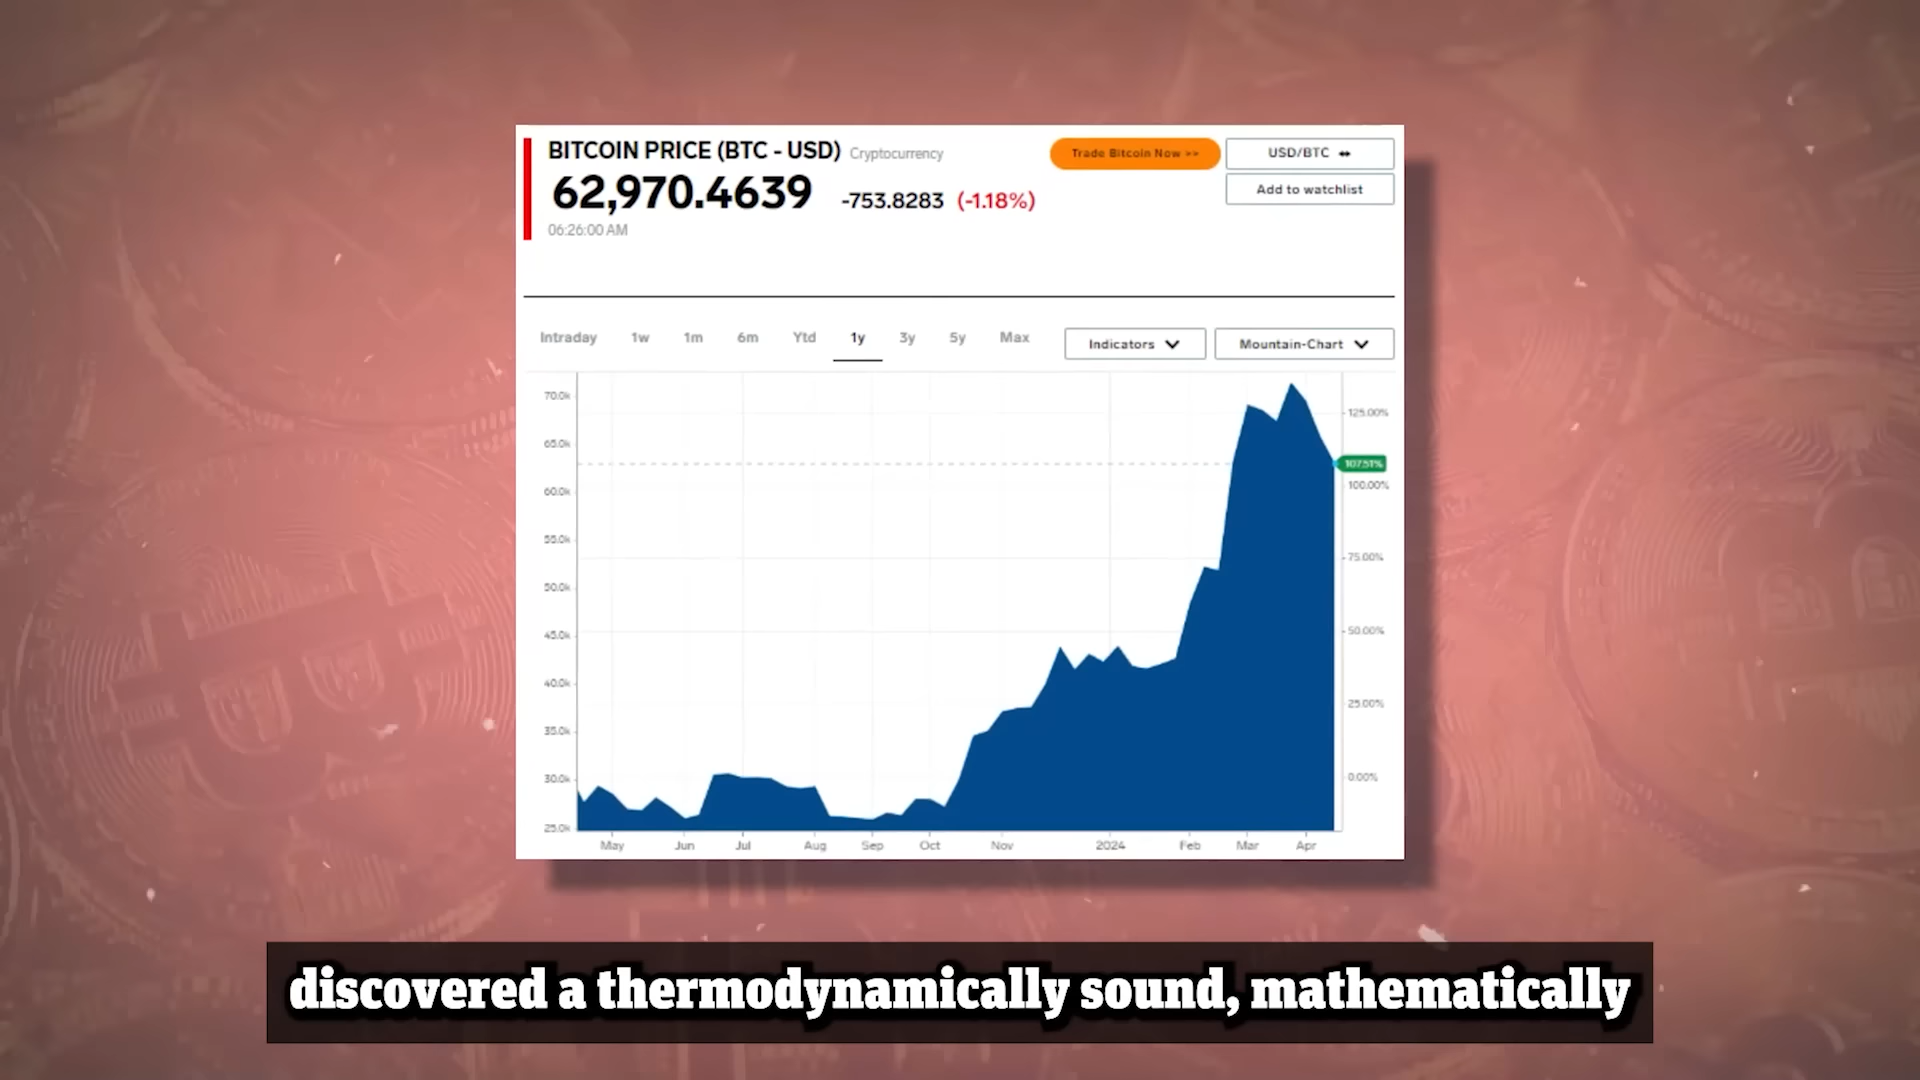 BITCOIN PRICE (BTC - USD) Cryptocurrency
Trade Bitcoin Now >>
USD/BTC
62,970.4639 -753.8283 (-1.18%)
Add to watchlist
06:26:00 AM
Intraday 1w 1m 6m Ytd 1y 3y 5y Max
Indicators
Mountain-Chart
70.0k
65.0k
60.0k
55.0k
50.0k
45.0k
40.0k
35.0k
30.0k
25.0k
125.00%
107.51%
100.00%
75.00%
50.00%
25.00%
0.00%
May Jun Jul Aug Sep Oct Nov 2024 Feb Mar Apr
discovered a thermodynamically sound, mathematically